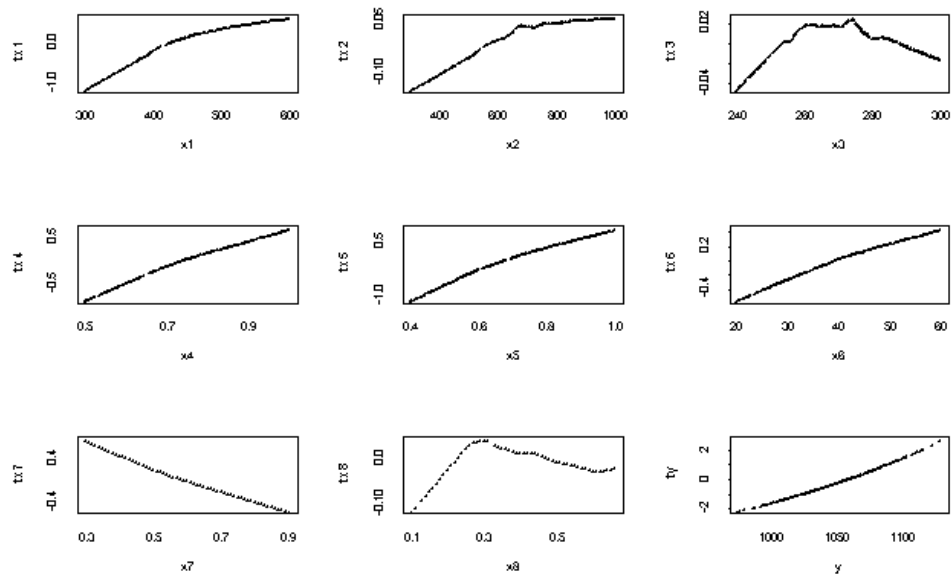 tx1
0.0
-1.0
300 400 500 600
x1
tx2
0.05
-0.10
400 600 800 1000
x2
tx3
0.02
-0.04
240 260 280 300
x3
tx4
0.5
-0.5
0.5 0.7 0.9
x4
tx5
0.5
-1.0
0.4 0.6 0.8 1.0
x5
tx6
0.2
-0.4
20 30 40 50 60
x6
tx7
0.4
-0.4
0.3 0.5 0.7 0.9
x7
tx8
0.0
-0.10
0.1 0.3 0.5
x8
ty
2
0
-2
1000 1050 1100
y